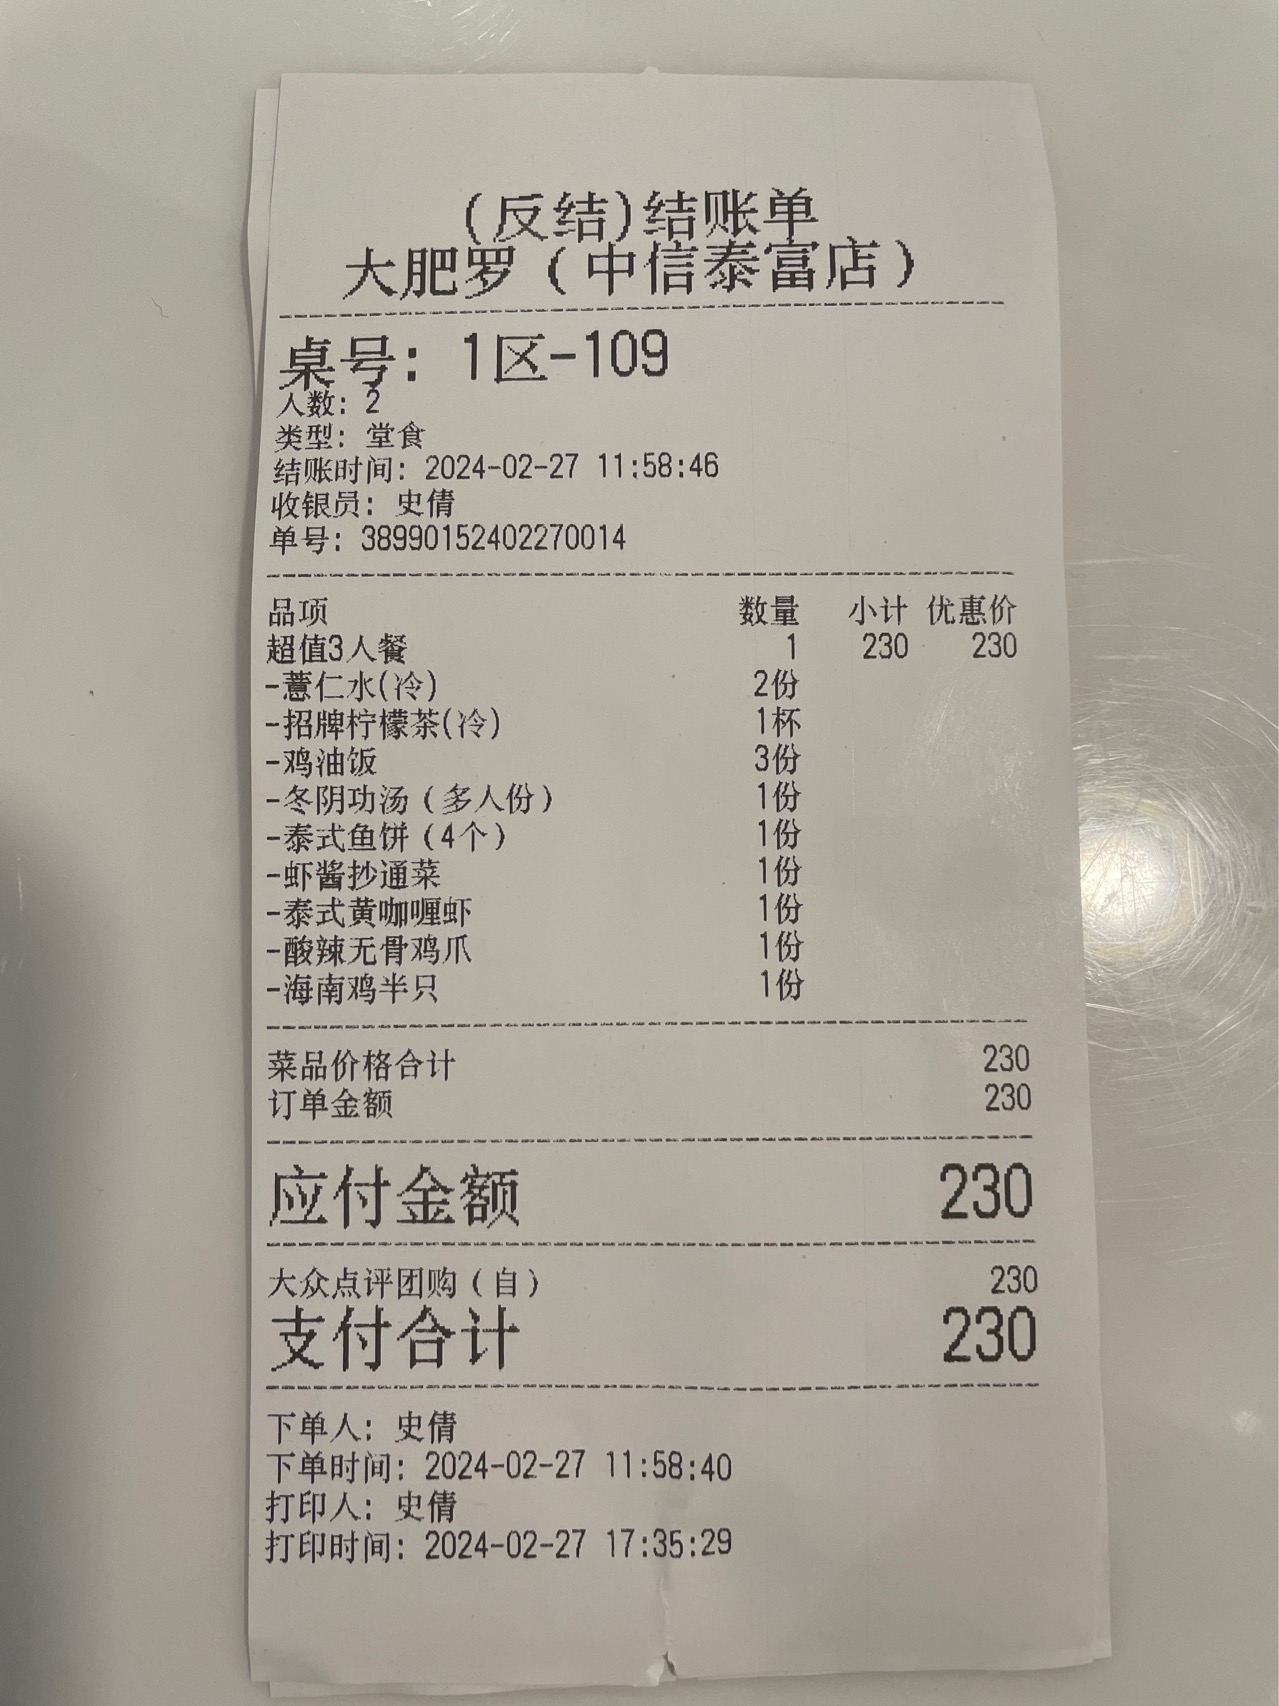 (反结)结账单
大肥罗（中信泰富店）
桌号: 1区-109
人数: 2
类型: 堂食
结账时间: 2024-02-27 11:58:46
收银员: 史倩
单号: 38990152402270014
品项 数量 小计 优惠价
超值3人餐 1 230 230
-薏仁水(冷) 2份
-招牌柠檬茶(冷) 1杯
-鸡油饭 3份
-冬阴功汤（多人份） 1份
-泰式鱼饼（4个） 1份
-虾酱抄通菜 1份
-泰式黄咖喱虾 1份
-酸辣无骨鸡爪 1份
-海南鸡半只 1份
菜品价格合计 230
订单金额 230
应付金额 230
大众点评团购（自） 230
支付合计 230
下单人: 史倩
下单时间: 2024-02-27 11:58:40
打印人: 史倩
打印时间: 2024-02-27 17:35:29